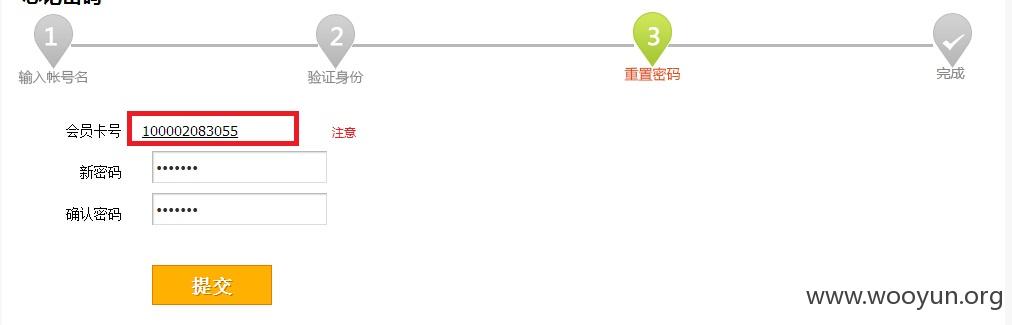 1 2 3
输入帐号名 验证身份 重置密码 完成
会员卡号 100002083055 注意
新密码 •••••••
确认密码 •••••••
提交
www.wooyun.org